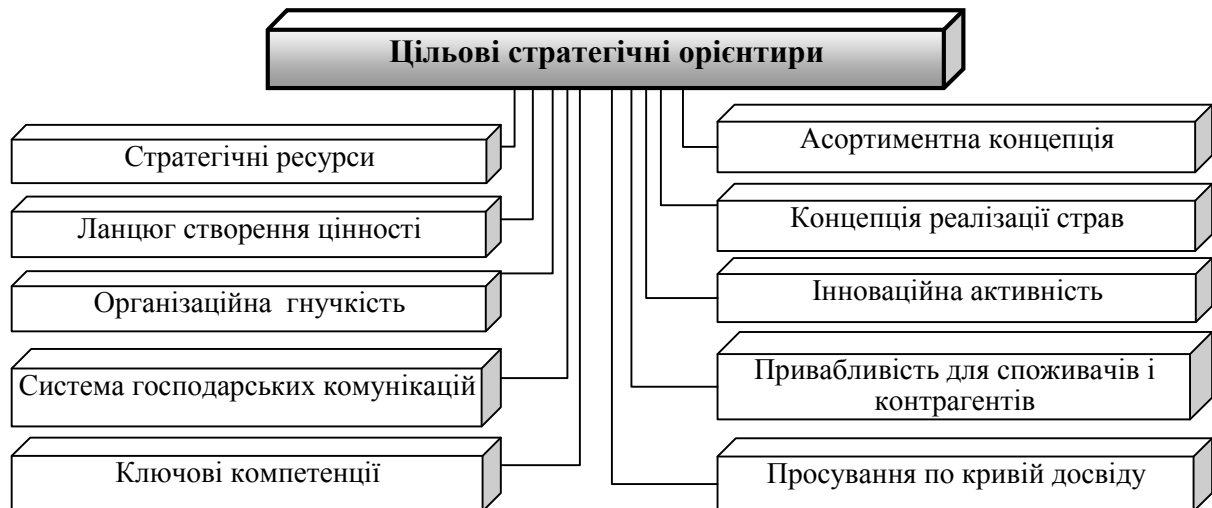 Цільові стратегічні орієнтири
Стратегічні ресурси
Ланцюг створення цінності
Організаційна гнучкість
Система господарських комунікацій
Ключові компетенції
Асортиментна концепція
Концепція реалізації страв
Інноваційна активність
Привабливість для споживачів і
контрагентів
Просування по кривій досвіду